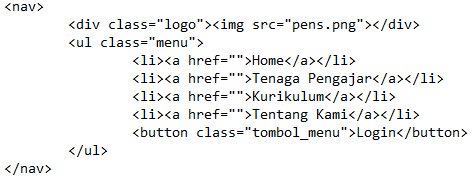 <nav>
<div class="logo"><img src="pens.png"></div>
<ul class="menu">
<li><a href="">Home</a></li>
<li><a href="">Tenaga Pengajar</a></li>
<li><a href="">Kurikulum</a></li>
<li><a href="">Tentang Kami</a></li>
<button class="tombol_menu">Login</button>
</ul>
</nav>